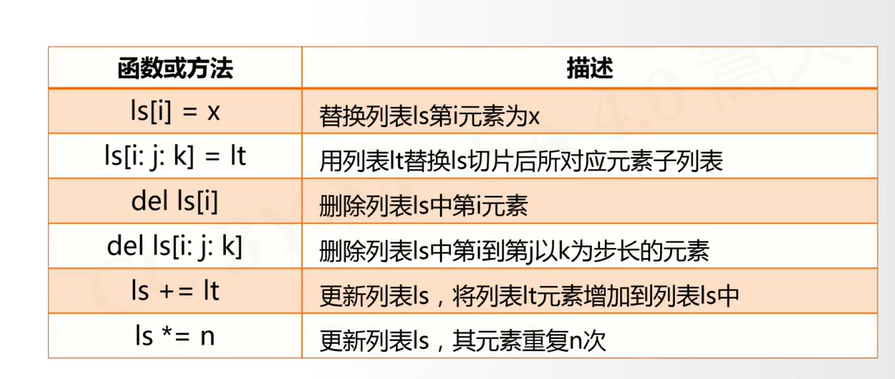 函数或方法 描述
ls[i] = x 替换列表ls第i元素为x
ls[i: j: k] = lt 用列表lt替换ls切片后所对应元素子列表
del ls[i] 删除列表ls中第i元素
del ls[i: j: k] 删除列表ls中第i到第j以k为步长的元素
ls += lt 更新列表ls，将列表lt元素增加到列表ls中
ls *= n 更新列表ls，其元素重复n次